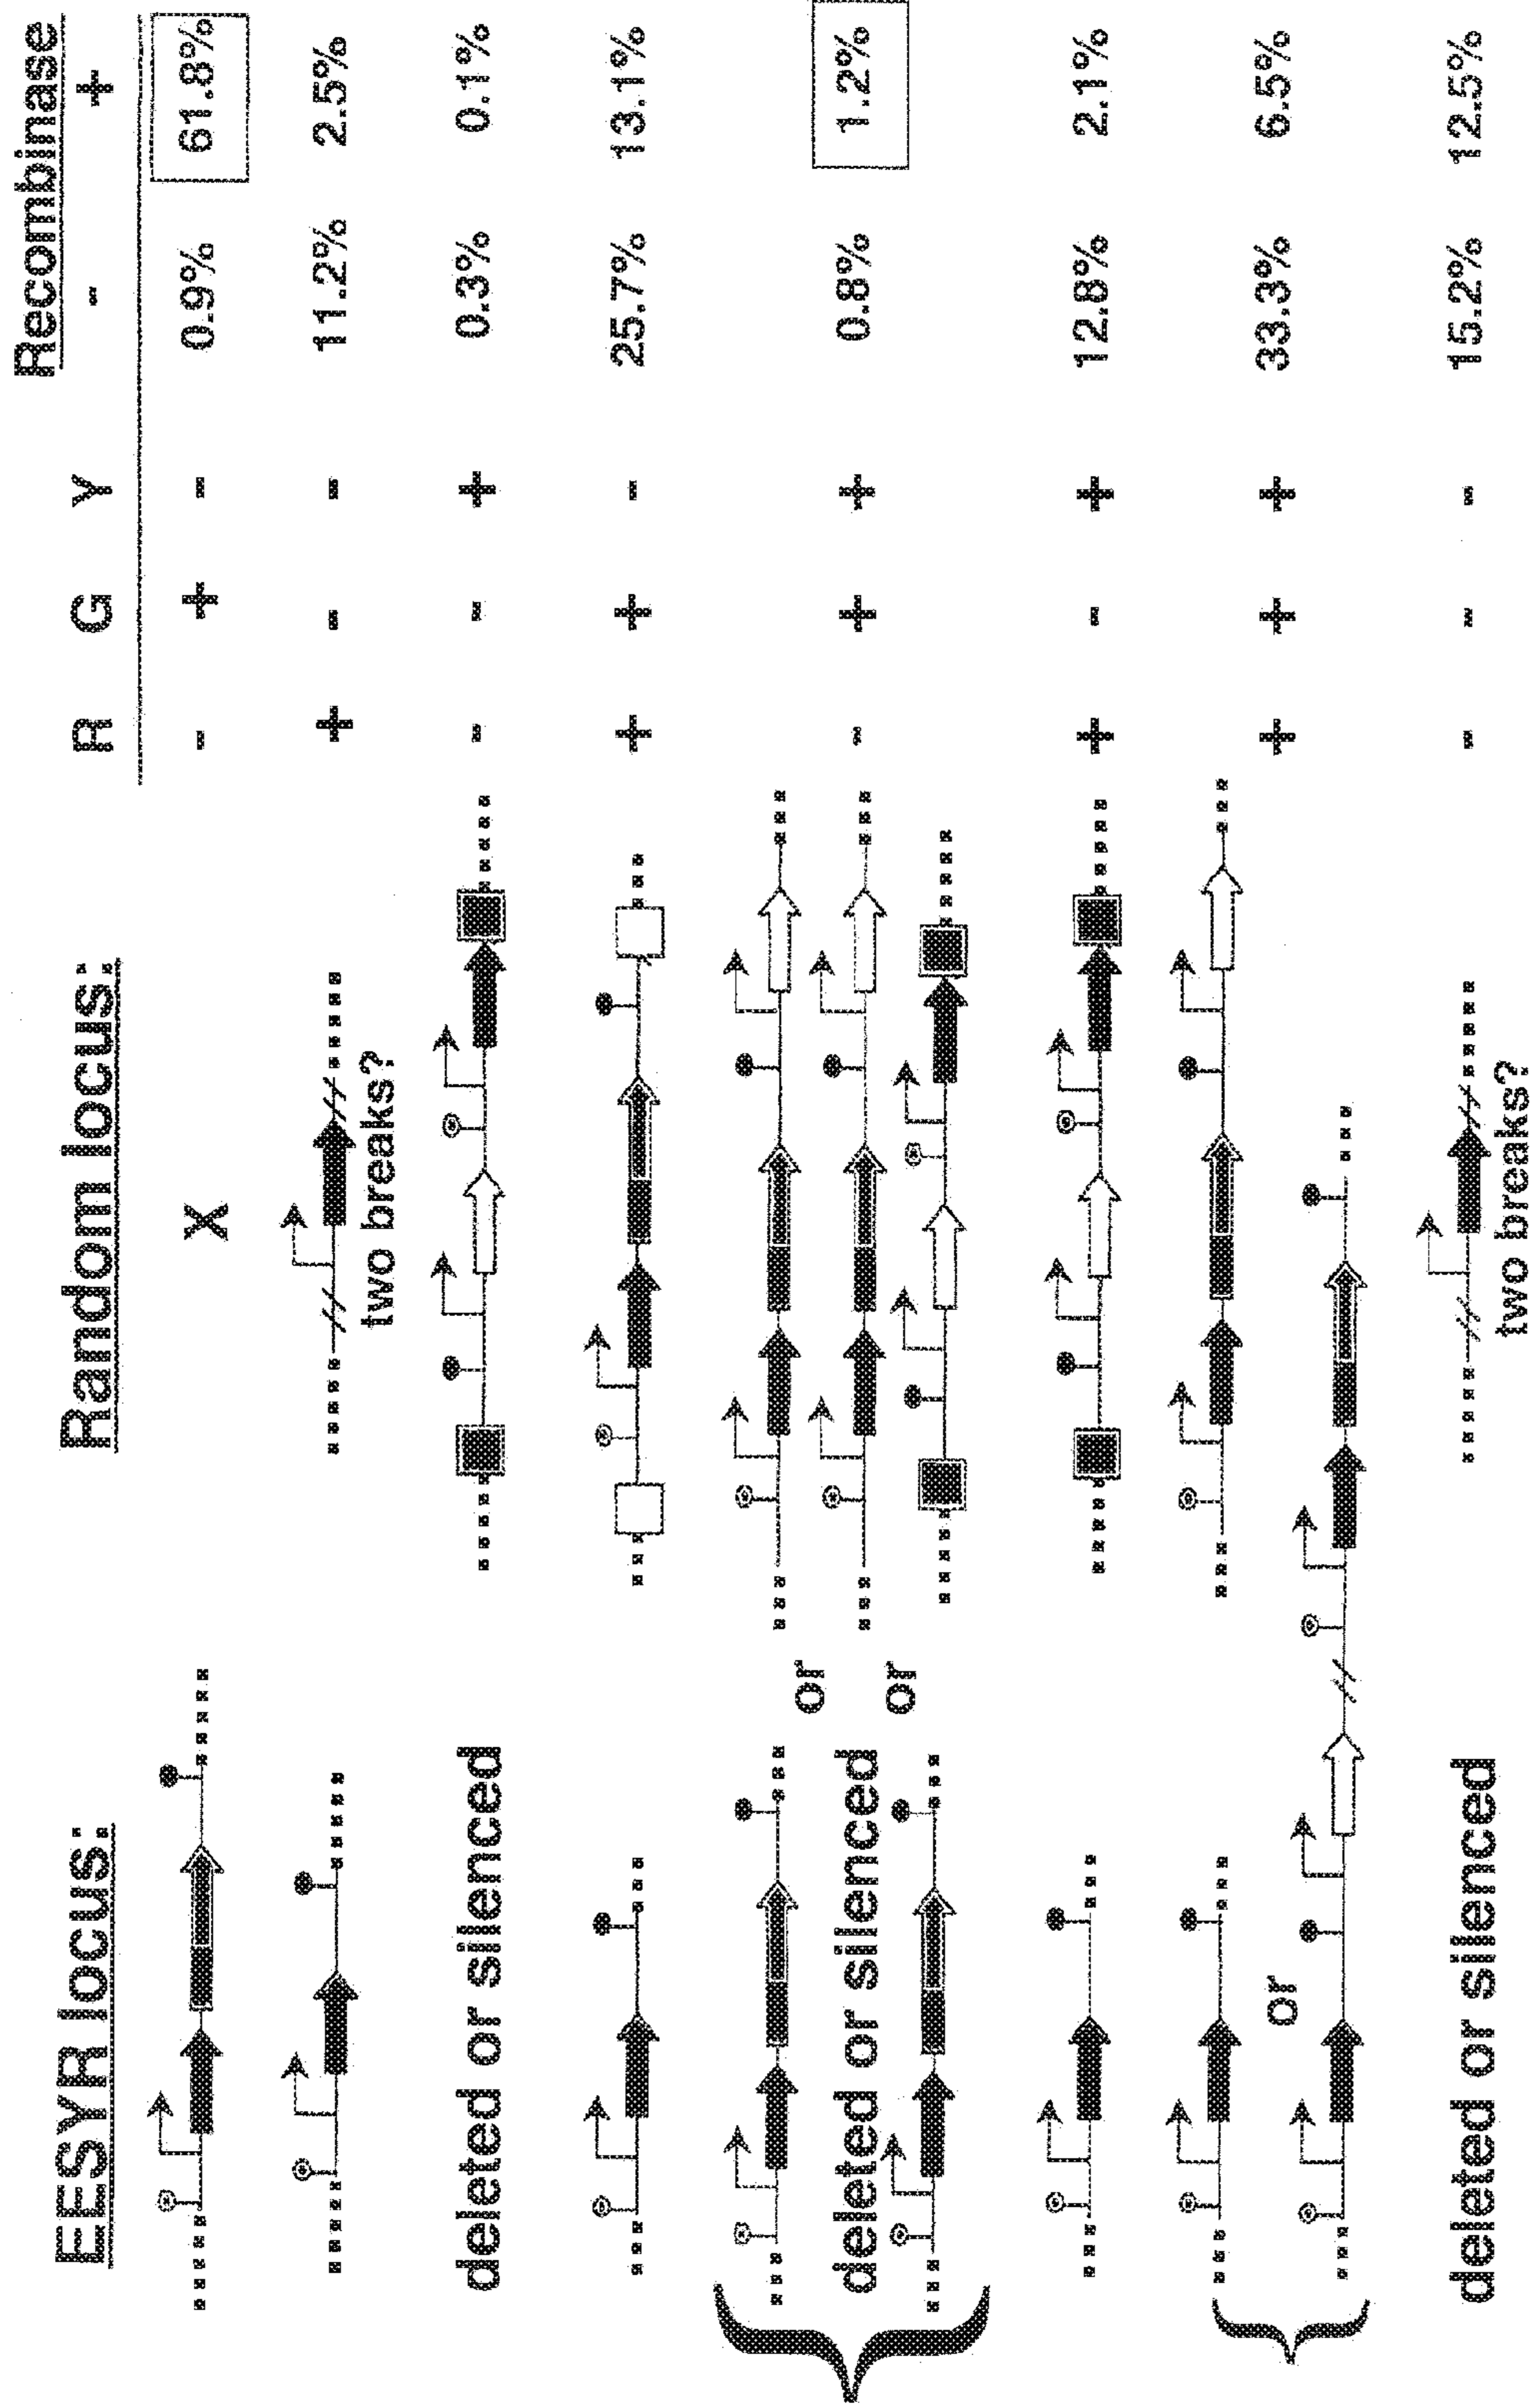 EESYR locus: Random locus: R G Y Recombinase - +
X - + - 0.9% 61.8%
two breaks? + - - 11.2% 2.5%
deleted or silenced - - + 0.3% 0.1%
+ + - 25.7% 13.1%
or
deleted or silenced - + + 0.8% 1.2%
or
+ - + 12.8% 2.1%
or + + + 33.3% 6.5%
deleted or silenced - - - 15.2% 12.5%
two breaks?